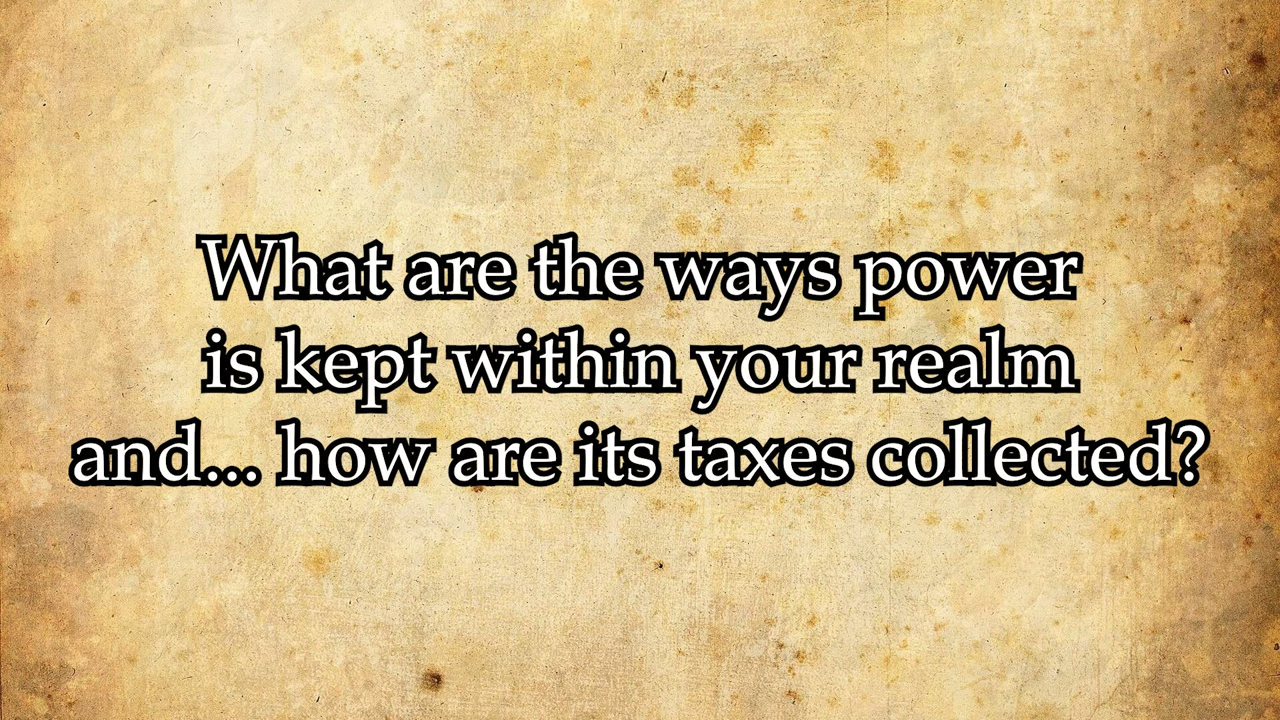 What are the ways power
is kept within your realm
and... how are its taxes collected?